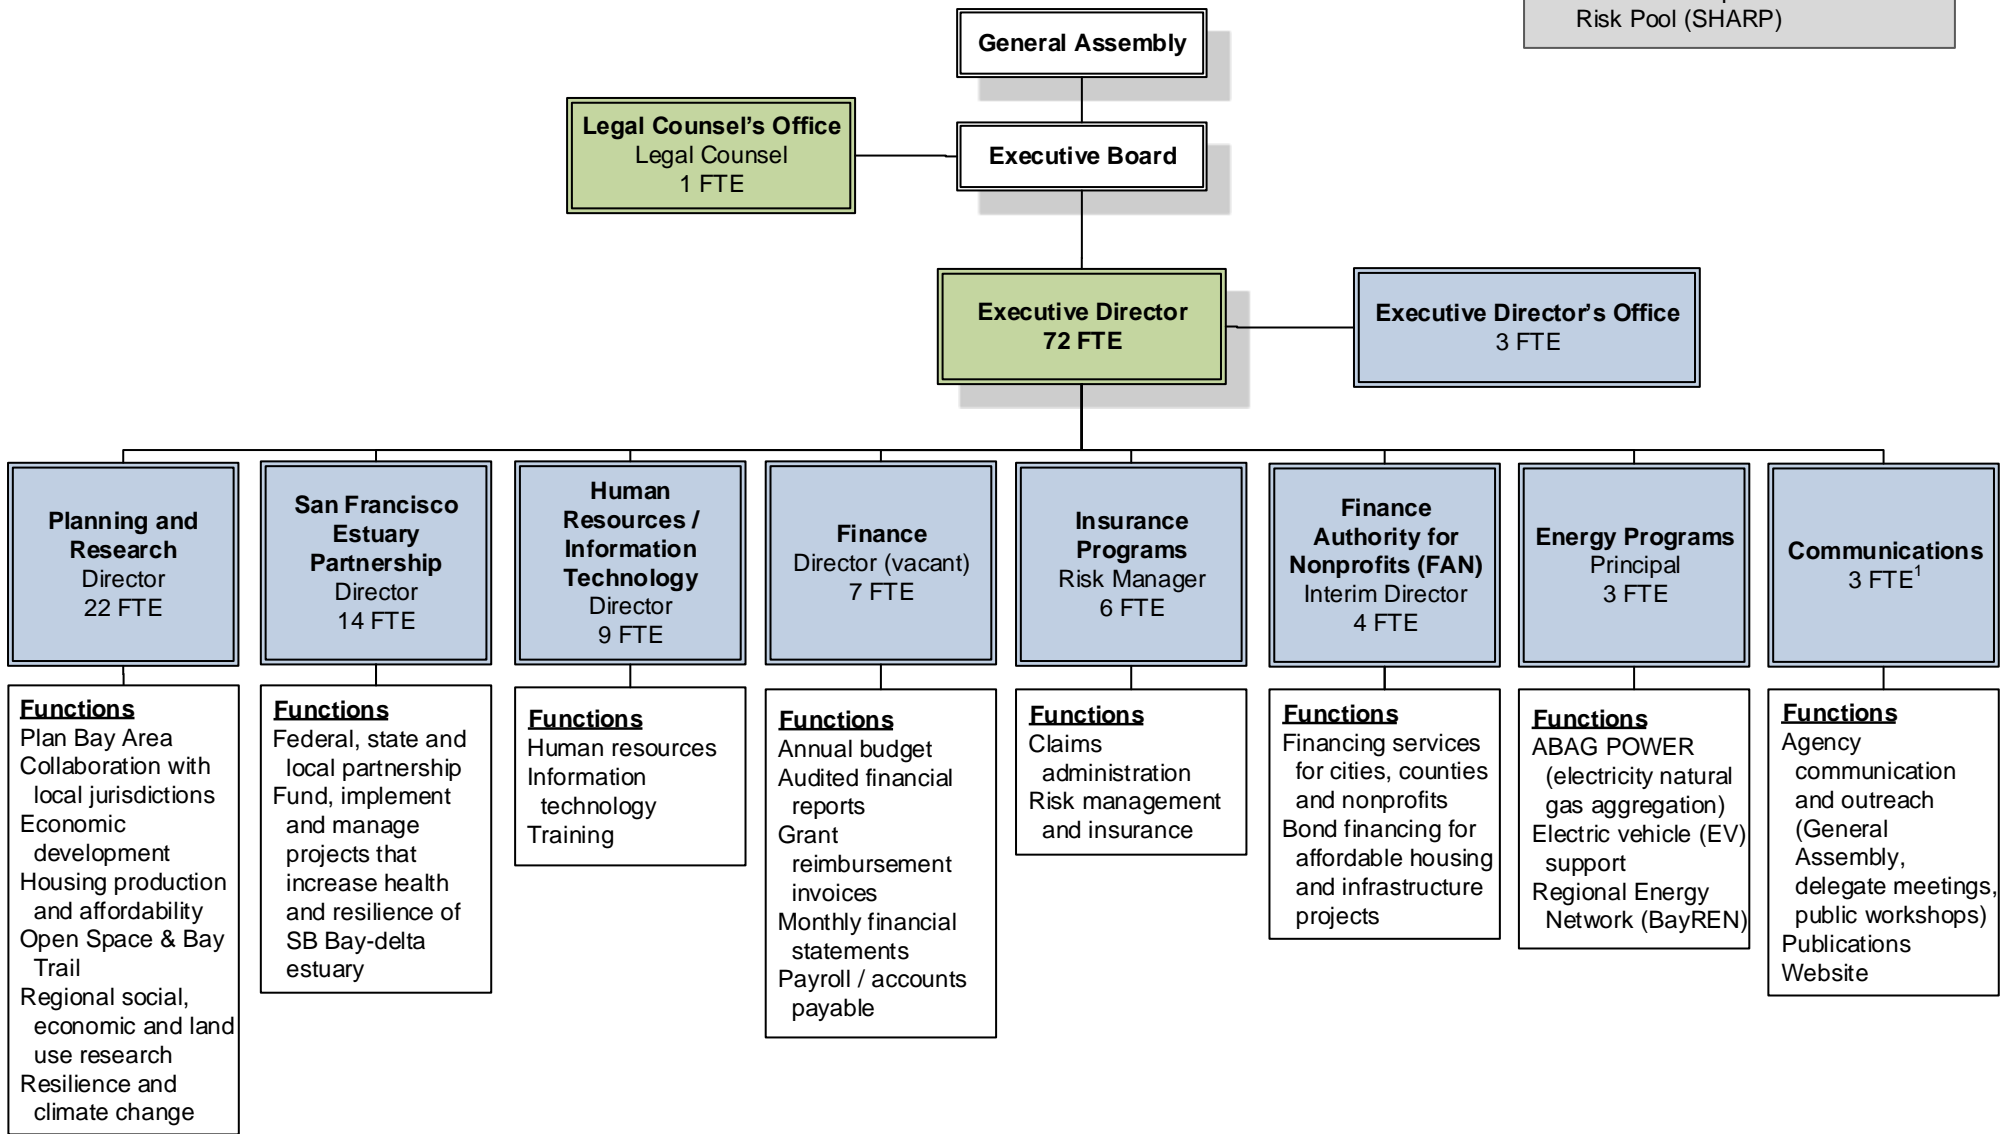 Risk Pool (SHARP)
General Assembly
Legal Counsel’s Office
Legal Counsel
1 FTE
Executive Board
Executive Director
72 FTE
Executive Director’s Office
3 FTE
Planning and
Research
Director
22 FTE
San Francisco
Estuary
Partnership
Director
14 FTE
Human
Resources /
Information
Technology
Director
9 FTE
Finance
Director (vacant)
7 FTE
Insurance
Programs
Risk Manager
6 FTE
Finance
Authority for
Nonprofits (FAN)
Interim Director
4 FTE
Energy Programs
Principal
3 FTE
Communications
3 FTE¹
Functions
Plan Bay Area
Collaboration with
local jurisdictions
Economic
development
Housing production
and affordability
Open Space & Bay
Trail
Regional social,
economic and land
use research
Resilience and
climate change
Functions
Federal, state and
local partnership
Fund, implement
and manage
projects that
increase health
and resilience of
SB Bay-delta
estuary
Functions
Human resources
Information
technology
Training
Functions
Annual budget
Audited financial
reports
Grant
reimbursement
invoices
Monthly financial
statements
Payroll / accounts
payable
Functions
Claims
administration
Risk management
and insurance
Functions
Financing services
for cities, counties
and nonprofits
Bond financing for
affordable housing
and infrastructure
projects
Functions
ABAG POWER
(electricity natural
gas aggregation)
Electric vehicle (EV)
support
Regional Energy
Network (BayREN)
Functions
Agency
communication
and outreach
(General
Assembly,
delegate meetings,
public workshops)
Publications
Website